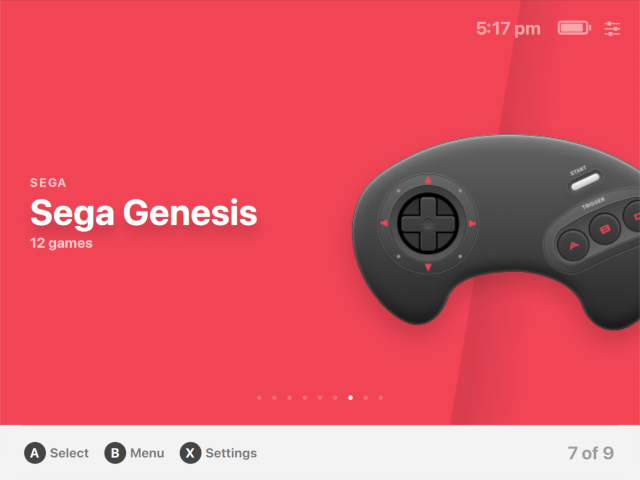 5:17 pm
SEGA
Sega Genesis
12 games
START
TRIGGER
A
B
A Select B Menu X Settings
7 of 9